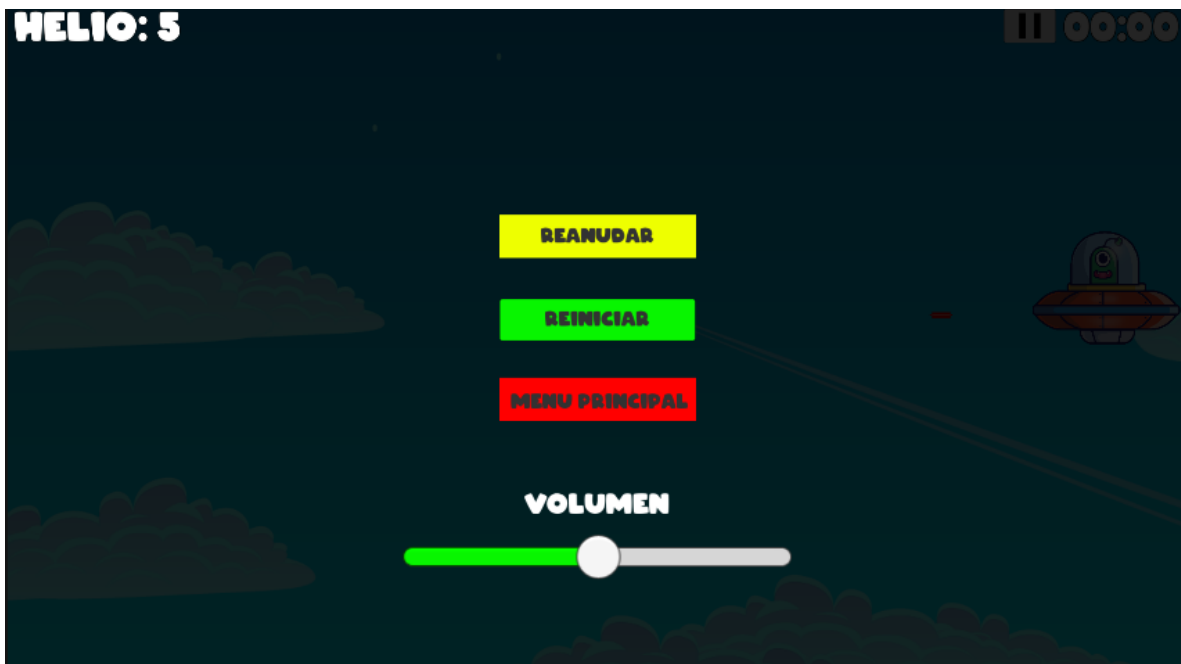 HELIO: 5
00:00
REANUDAR
REINICIAR
MENU PRINCIPAL
VOLUMEN